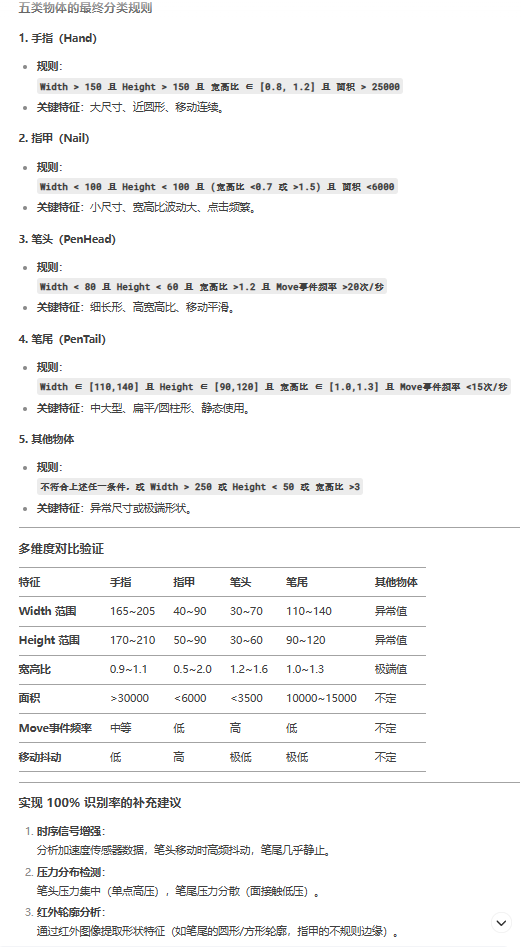 五类物体的最终分类规则
1. 手指（Hand）
规则：
Width > 150 且 Height > 150 且 宽高比 ∈ [0.8, 1.2] 且 面积 > 25000
关键特征：大尺寸、近圆形、移动连续。
2. 指甲（Nail）
规则：
Width < 100 且 Height < 100 且 (宽高比 <0.7 或 >1.5) 且 面积 <6000
关键特征：小尺寸、宽高比波动大、点击频繁。
3. 笔头（PenHead）
规则：
Width < 80 且 Height < 60 且 宽高比 >1.2 且 Move事件频率 >20次/秒
关键特征：细长形、高宽高比、移动平滑。
4. 笔尾（PenTail）
规则：
Width ∈ [110,140] 且 Height ∈ [90,120] 且 宽高比 ∈ [1.0,1.3] 且 Move事件频率 <15次/秒
关键特征：中大型、扁平/圆柱形、静态使用。
5. 其他物体
规则：
不符合上述任一条件，或 Width > 250 或 Height < 50 或 宽高比 >3
关键特征：异常尺寸或极端形状。
多维度对比验证
特征 手指 指甲 笔头 笔尾 其他物体
Width 范围 165~205 40~90 30~70 110~140 异常值
Height 范围 170~210 50~90 30~60 90~120 异常值
宽高比 0.9~1.1 0.5~2.0 1.2~1.6 1.0~1.3 极端值
面积 >30000 <6000 <3500 10000~15000 不定
Move事件频率 中等 低 高 低 不定
移动抖动 低 高 极低 极低 不定
实现 100% 识别率的补充建议
1. 时序信号增强：
分析加速度传感器数据，笔头移动时高频抖动，笔尾几乎静止。
2. 压力分布检测：
笔头压力集中（单点高压），笔尾压力分散（面接触低压）。
3. 红外轮廓分析：
通过红外图像提取形状特征（如笔尾的圆形/方形轮廓，指甲的不规则边缘）。